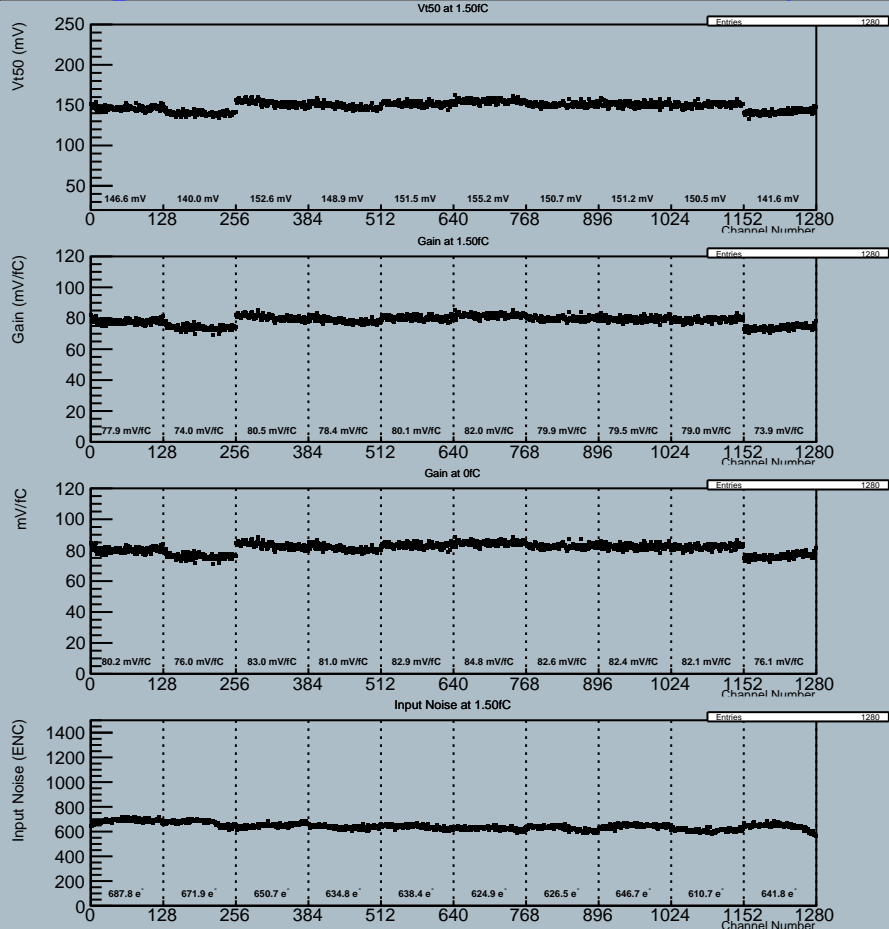 Vt50 at 1.50fC
Entries 1280
Vt50 (mV)
250
200
150
100
50
146.6 mV 140.0 mV 152.6 mV 148.9 mV 151.5 mV 155.2 mV 150.7 mV 151.2 mV 150.5 mV 141.6 mV
0 128 256 384 512 640 768 896 1024 1152 1280
Channel Number
Gain at 1.50fC
Entries 1280
Gain (mV/fC)
120
100
80
60
40
20
0
77.9 mV/fC 74.0 mV/fC 80.5 mV/fC 78.4 mV/fC 80.1 mV/fC 82.0 mV/fC 79.9 mV/fC 79.5 mV/fC 79.0 mV/fC 73.9 mV/fC
0 128 256 384 512 640 768 896 1024 1152 1280
Channel Number
Gain at 0fC
Entries 1280
mV/fC
120
100
80
60
40
20
0
80.2 mV/fC 76.0 mV/fC 83.0 mV/fC 81.0 mV/fC 82.9 mV/fC 84.8 mV/fC 82.6 mV/fC 82.4 mV/fC 82.1 mV/fC 76.1 mV/fC
0 128 256 384 512 640 768 896 1024 1152 1280
Channel Number
Input Noise at 1.50fC
Entries 1280
Input Noise (ENC)
1400
1200
1000
800
600
400
200
0
687.8 e⁻ 671.9 e⁻ 650.7 e⁻ 634.8 e⁻ 638.4 e⁻ 624.9 e⁻ 626.5 e⁻ 646.7 e⁻ 610.7 e⁻ 641.8 e⁻
0 128 256 384 512 640 768 896 1024 1152 1280
Channel Number